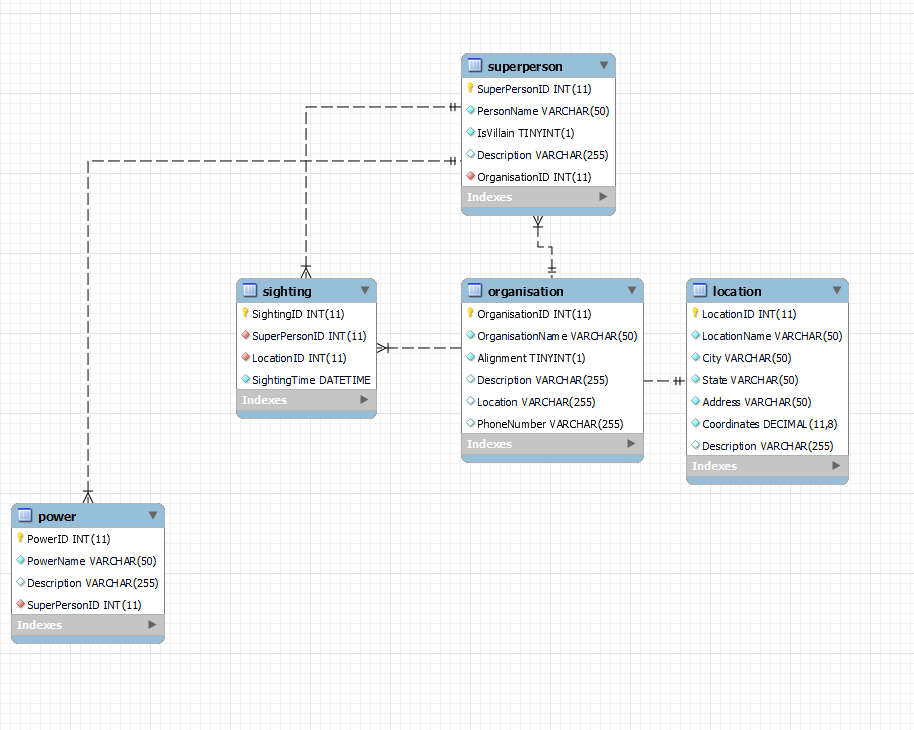 superperson
SuperPersonID INT(11)
PersonName VARCHAR(50)
IsVillain TINYINT(1)
Description VARCHAR(255)
OrganisationID INT(11)
Indexes
sighting
SightingID INT(11)
SuperPersonID INT(11)
LocationID INT(11)
SightingTime DATETIME
Indexes
organisation
OrganisationID INT(11)
OrganisationName VARCHAR(50)
Alignment TINYINT(1)
Description VARCHAR(255)
Location VARCHAR(255)
PhoneNumber VARCHAR(255)
Indexes
location
LocationID INT(11)
LocationName VARCHAR(50)
City VARCHAR(50)
State VARCHAR(50)
Address VARCHAR(50)
Coordinates DECIMAL(11,8)
Description VARCHAR(255)
Indexes
power
PowerID INT(11)
PowerName VARCHAR(50)
Description VARCHAR(255)
SuperPersonID INT(11)
Indexes